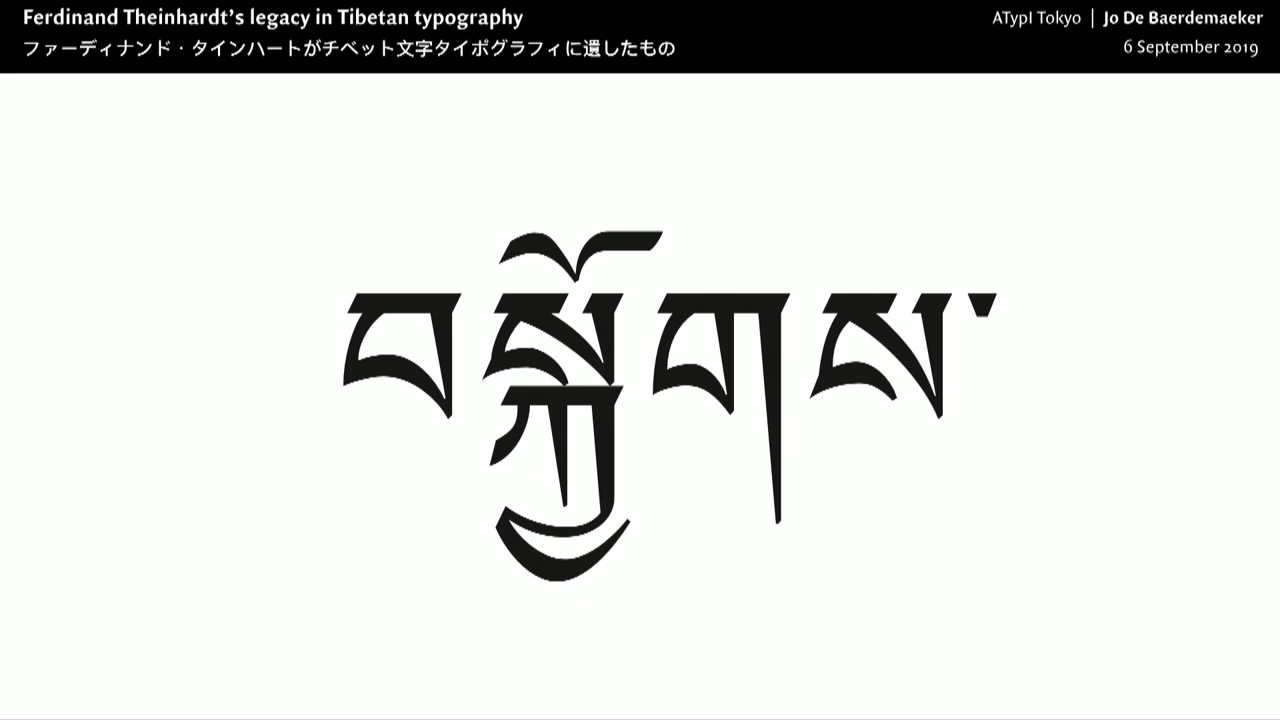 Ferdinand Theinhardt’s legacy in Tibetan typography
ファーディナンド・タインハートがチベット文字タイポグラフィに遺したもの
ATypI Tokyo | Jo De Baerdemaeker
6 September 2019
བསྐྱོགས་